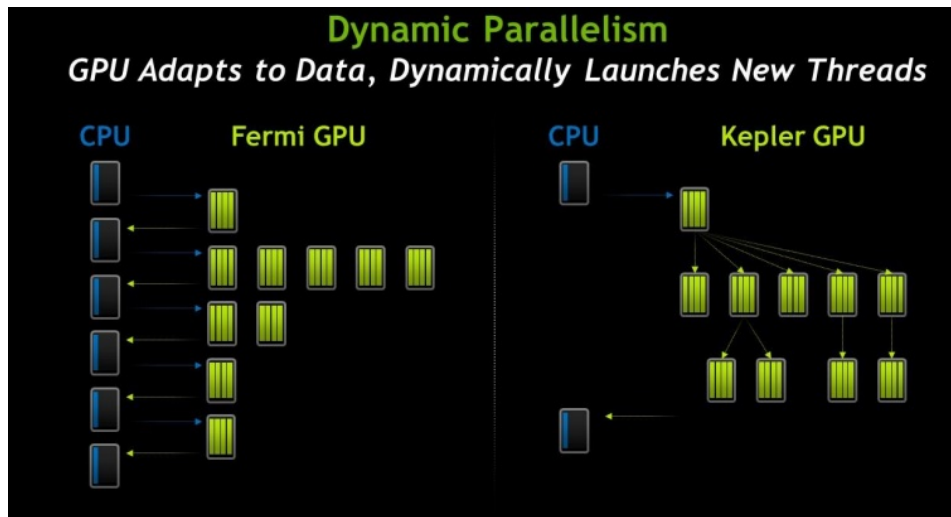 Dynamic Parallelism
GPU Adapts to Data, Dynamically Launches New Threads
CPU Fermi GPU CPU Kepler GPU